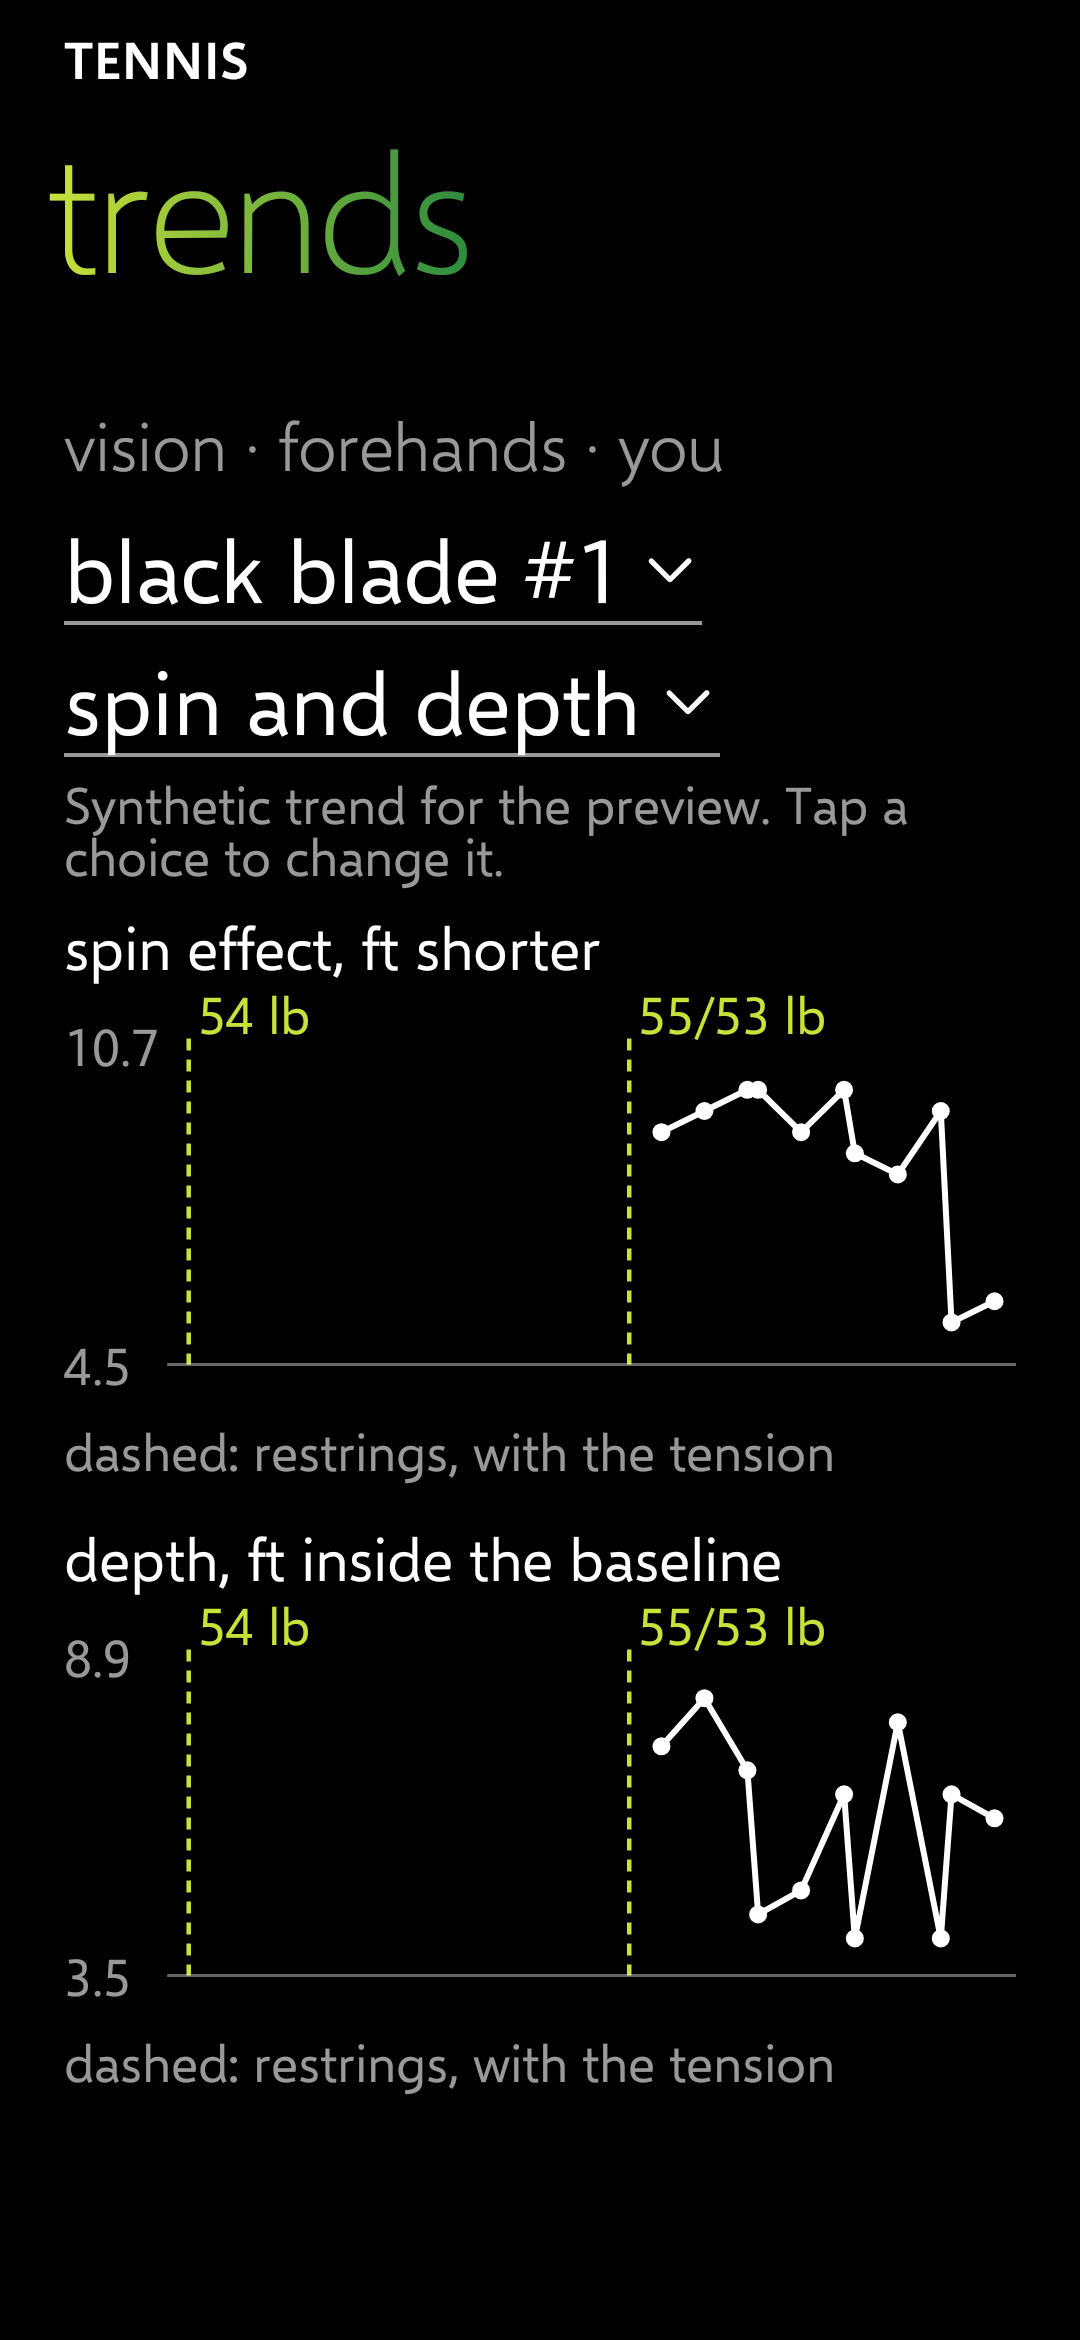 TENNIS
trends
vision · forehands · you
black blade #1
spin and depth
Synthetic trend for the preview. Tap a
choice to change it.
spin effect, ft shorter
54 lb
55/53 lb
10.7
4.5
dashed: restrings, with the tension
depth, ft inside the baseline
54 lb
55/53 lb
8.9
3.5
dashed: restrings, with the tension